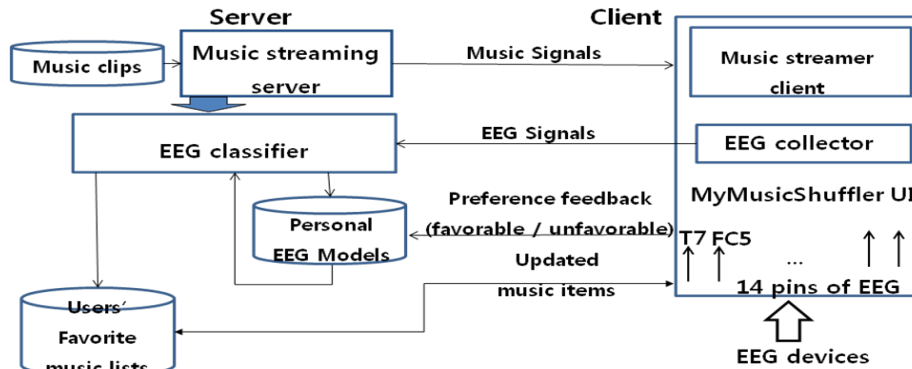 Server
Client
Music clips
Music streaming
server
Music Signals
Music streamer
client
EEG classifier
EEG Signals
EEG collector
Personal
EEG Models
Preference feedback
(favorable / unfavorable)
MyMusicShuffler UI
T7 FC5
...
14 pins of EEG
Updated
music items
Users'
Favorite
music lists
EEG devices